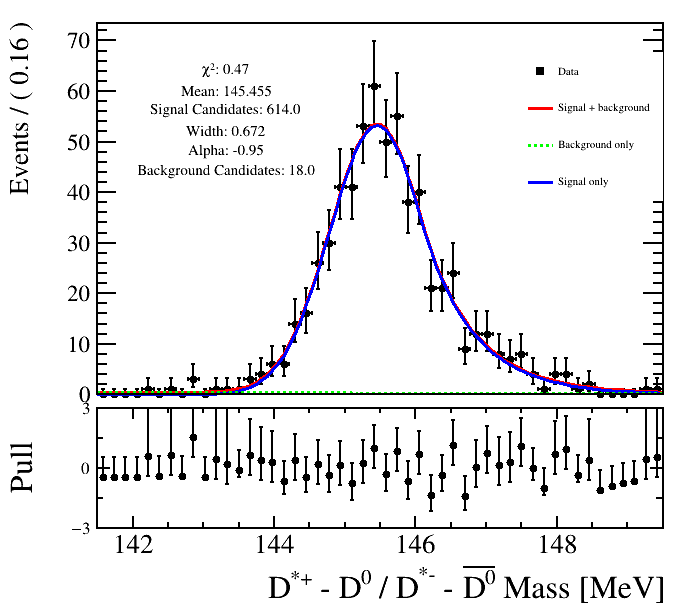 Events / ( 0.16 )
70
60
50
40
30
20
10
0
χ²: 0.47
Mean: 145.455
Signal Candidates: 614.0
Width: 0.672
Alpha: -0.95
Background Candidates: 18.0
Data
Signal + background
Background only
Signal only
Pull
3
0
−3
142 144 146 148
D*+ - D⁰ / D*- - D̅⁰ Mass [MeV]